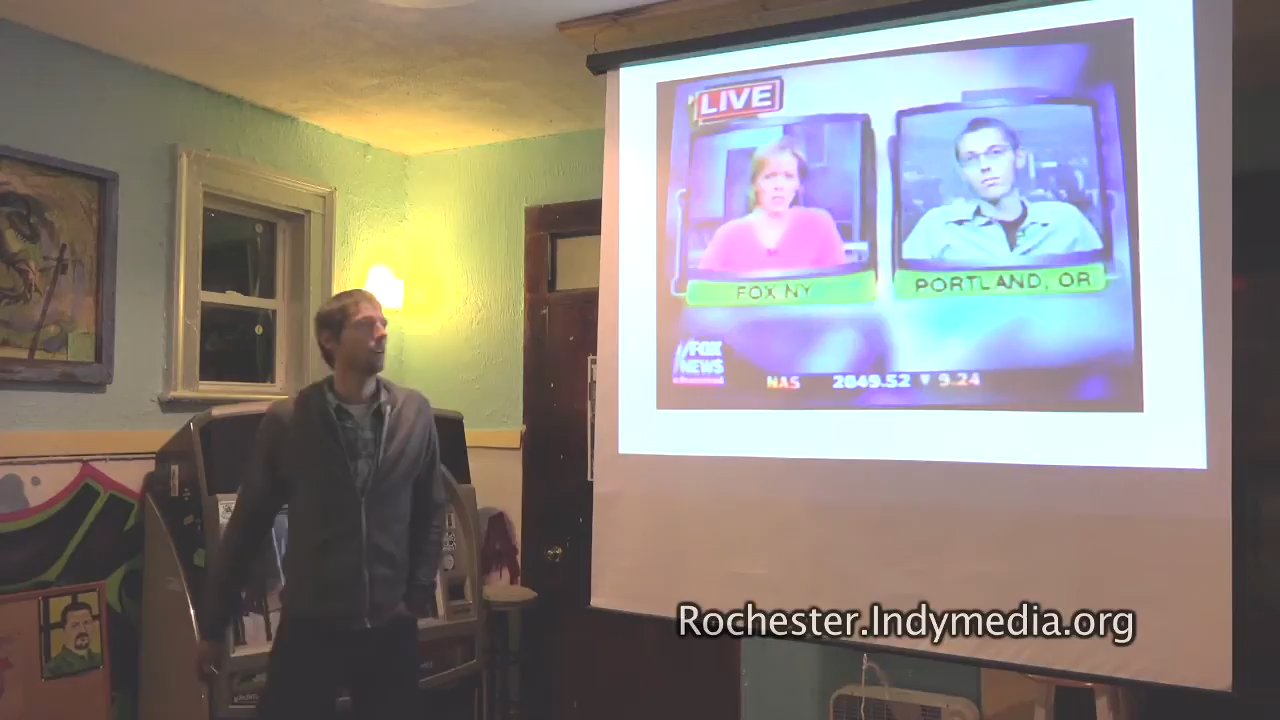 LIVE
FOX NY
PORTLAND, OR
FOX
NEWS
NAS 2849.52 ▼ 9.24
Rochester.Indymedia.org